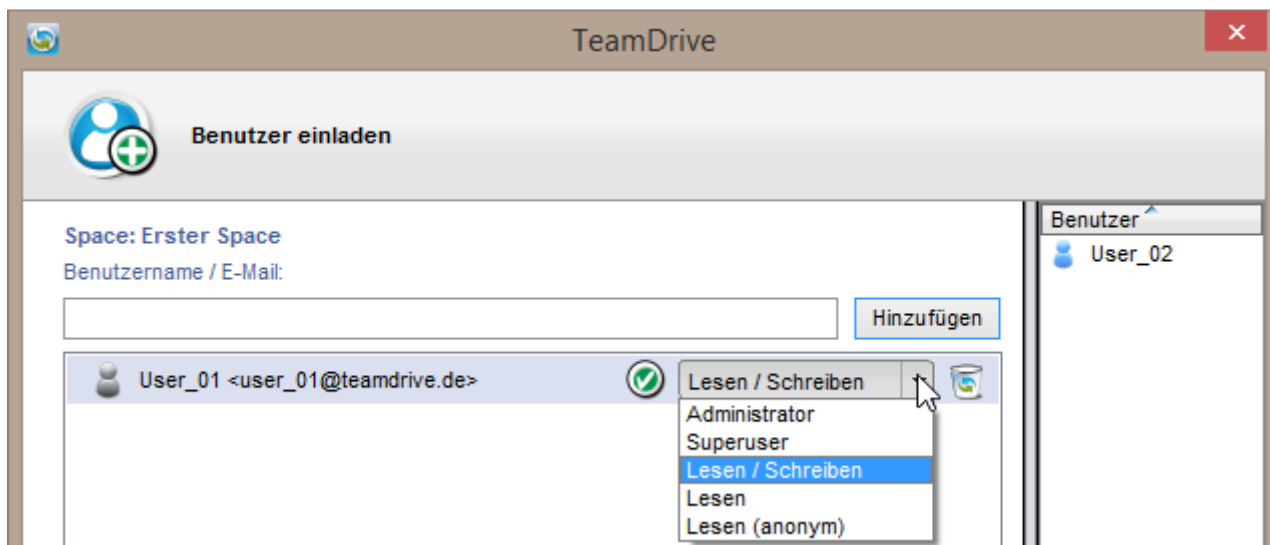 TeamDrive
×
Benutzer einladen
Space: Erster Space
Benutzername / E-Mail:
Hinzufügen
User_01 <user_01@teamdrive.de>
Lesen / Schreiben
Administrator
Superuser
Lesen / Schreiben
Lesen
Lesen (anonym)
Benutzer
User_02